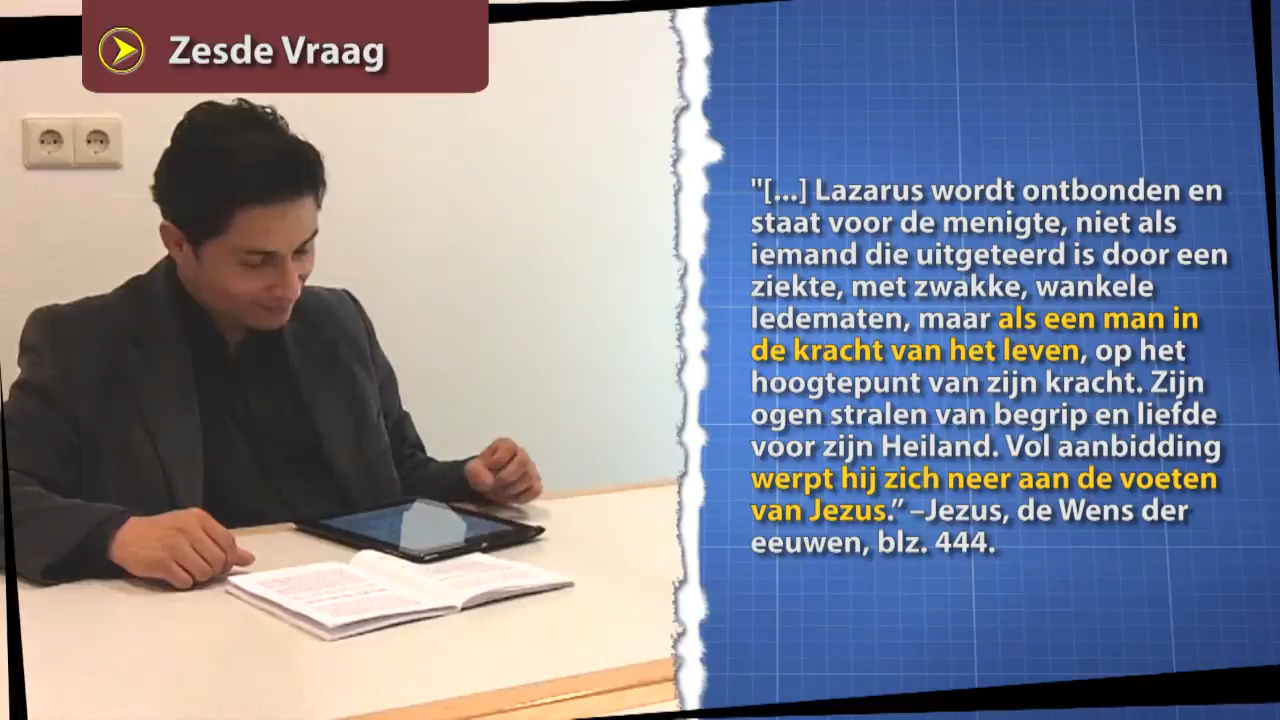 Zesde Vraag
"[...] Lazarus wordt ontbonden en
staat voor de menigte, niet als
iemand die uitgeteerd is door een
ziekte, met zwakke, wankele
ledematen, maar als een man in
de kracht van het leven, op het
hoogtepunt van zijn kracht. Zijn
ogen stralen van begrip en liefde
voor zijn Heiland. Vol aanbidding
werpt hij zich neer aan de voeten
van Jezus.” –Jezus, de Wens der
eeuwen, blz. 444.